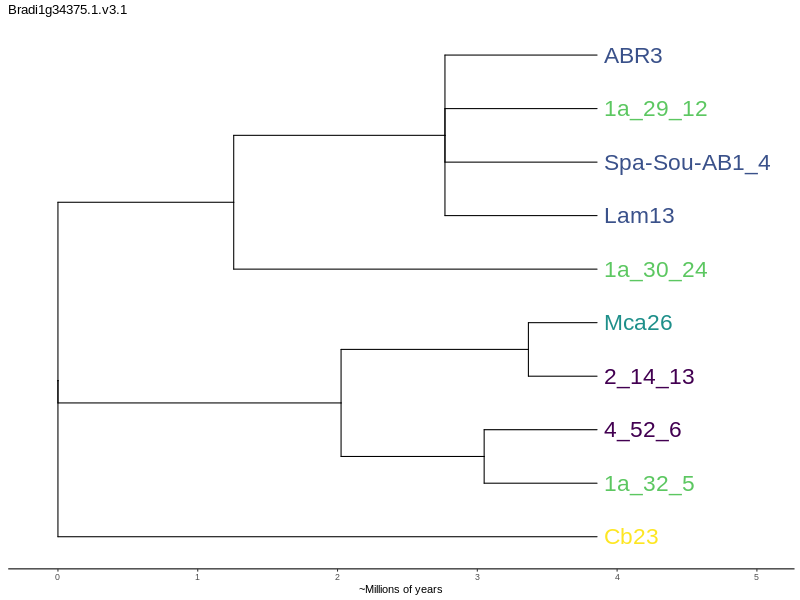 Bradi1g34375.1.v3.1
ABR3
1a_29_12
Spa-Sou-AB1_4
Lam13
1a_30_24
Mca26
2_14_13
4_52_6
1a_32_5
Cb23
0 1 2 3 4 5
~Millions of years